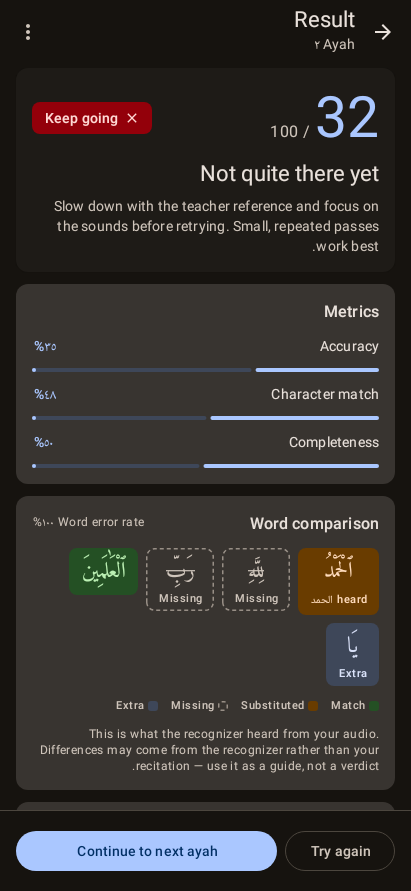 Result
Ayah ٢
32 / 100
Keep going
Not quite there yet
Slow down with the teacher reference and focus on
the sounds before retrying. Small, repeated passes
work best.
Metrics
Accuracy
%٣٥
Character match
%٤٨
Completeness
%٥٠
Word comparison
Word error rate %١٠٠
ٱلْحَمْدُ
heard الحمد
لِلَّهِ
Missing
رَبِّ
Missing
ٱلْعَٰلَمِينَ
يَا
Extra
Match
Substituted
Missing
Extra
This is what the recognizer heard from your audio.
Differences may come from the recognizer rather than your
recitation — use it as a guide, not a verdict.
Try again
Continue to next ayah